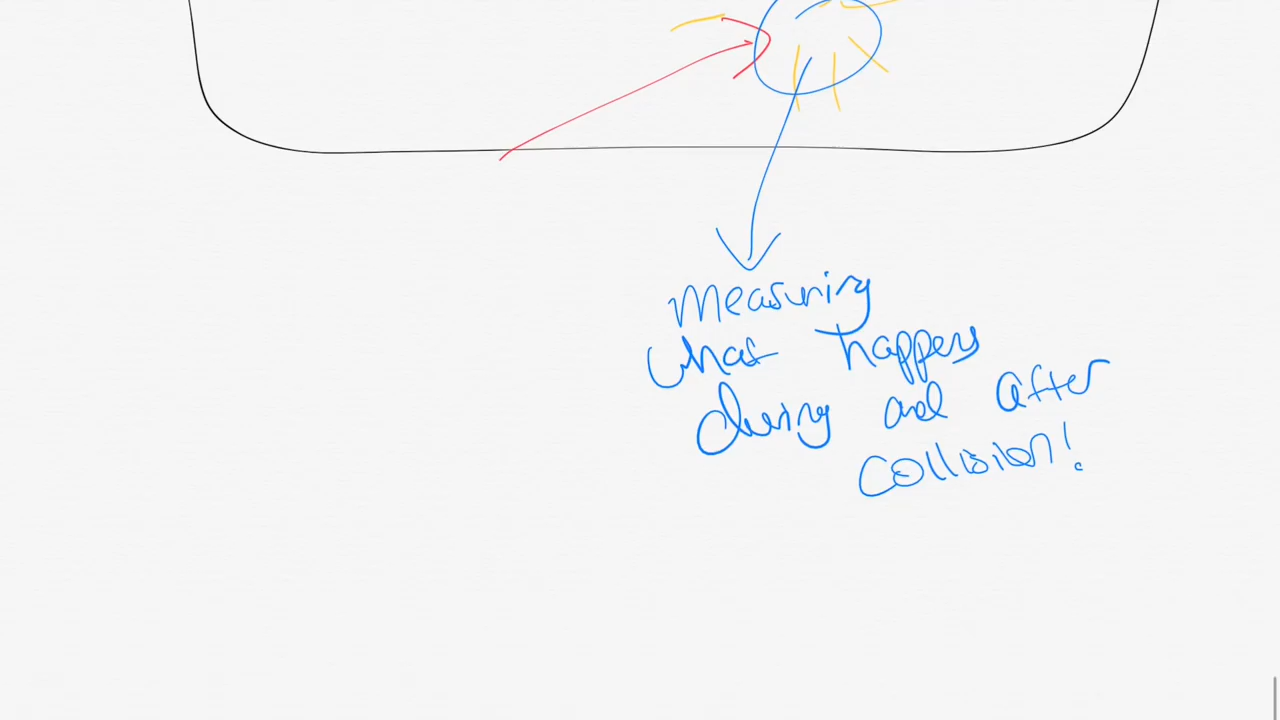 Measuring
what happens
during and after
collision!